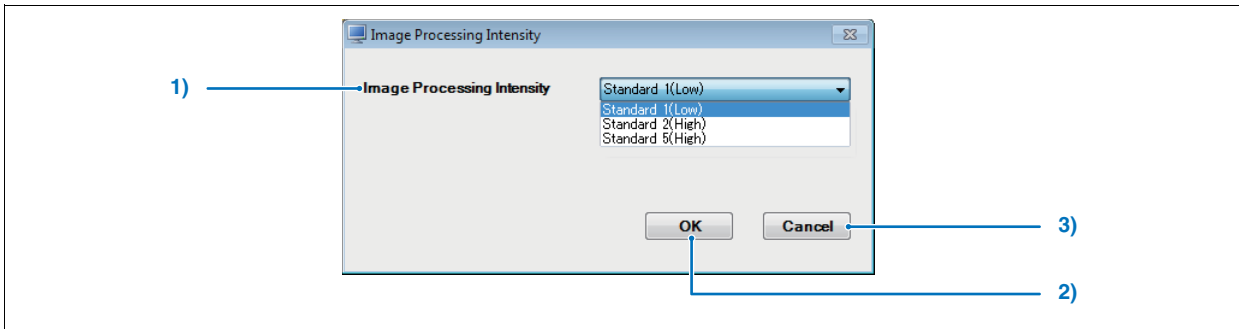 Image Processing Intensity
1)
Image Processing Intensity
Standard 1(Low)
Standard 1(Low)
Standard 2(High)
Standard 5(High)
OK
Cancel
3)
2)